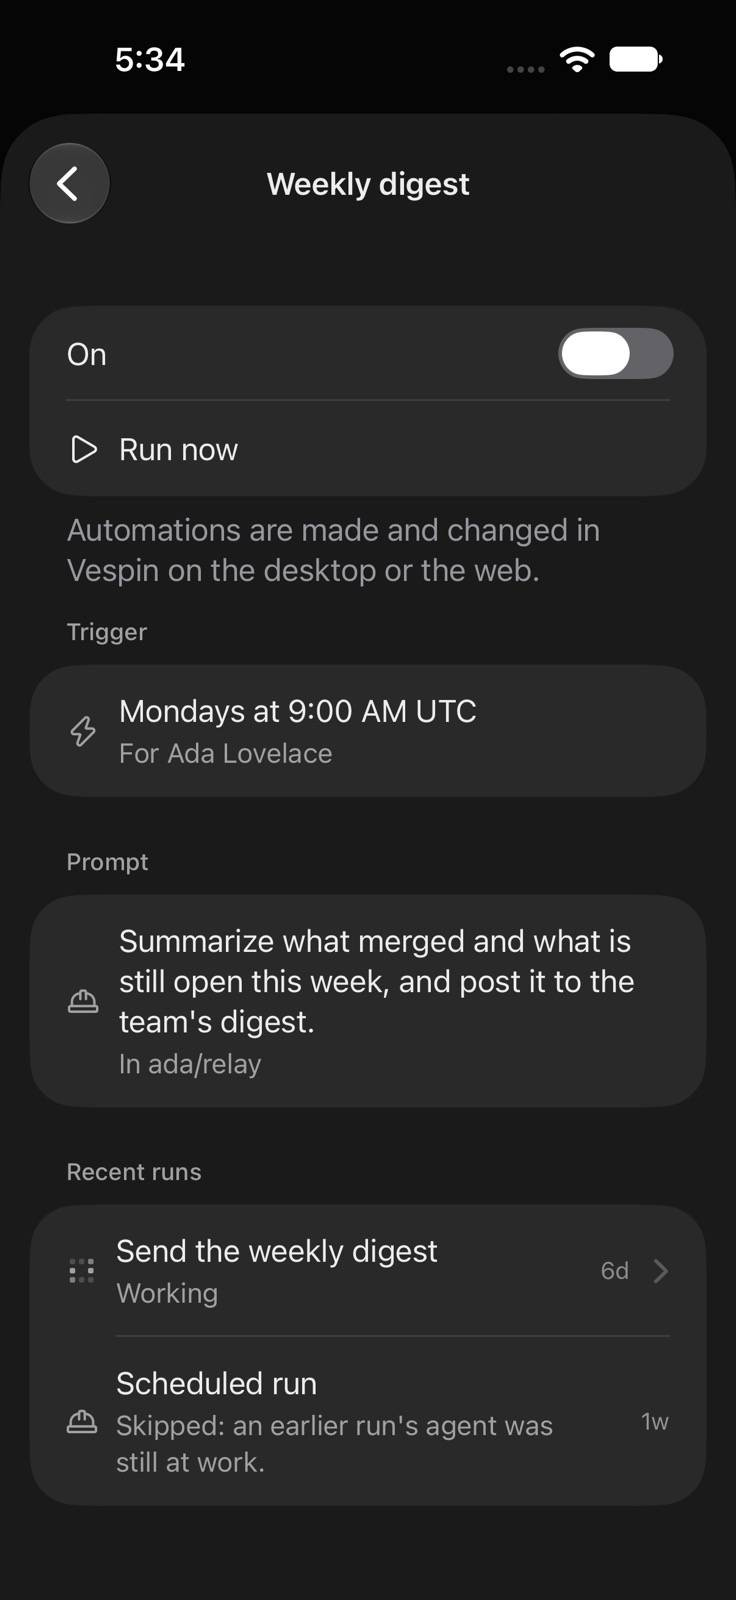 5:34
Weekly digest
On
Run now
Automations are made and changed in
Vespin on the desktop or the web.
Trigger
Mondays at 9:00 AM UTC
For Ada Lovelace
Prompt
Summarize what merged and what is
still open this week, and post it to the
team's digest.
In ada/relay
Recent runs
Send the weekly digest
Working
6d
Scheduled run
Skipped: an earlier run's agent was
still at work.
1w